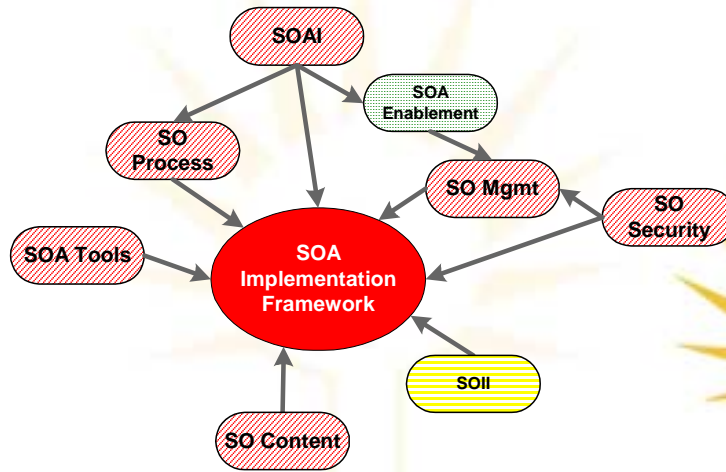 SOAI
SOA
Enablement
SO
Process
SO Mgmt
SO
Security
SOA Tools
SOA
Implementation
Framework
SOII
SO Content